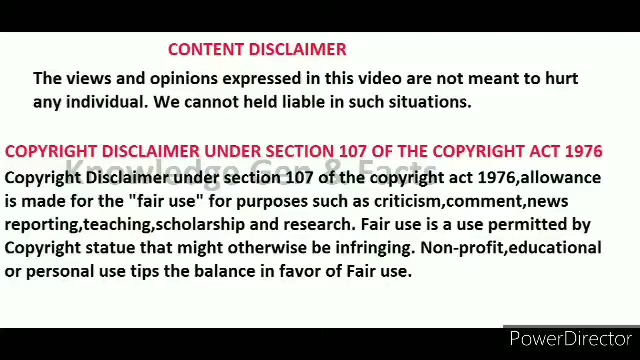 CONTENT DISCLAIMER
The views and opinions expressed in this video are not meant to hurt
any individual. We cannot held liable in such situations.
COPYRIGHT DISCLAIMER UNDER SECTION 107 OF THE COPYRIGHT ACT 1976
Knowledge Gen & Facts
Copyright Disclaimer under section 107 of the copyright act 1976,allowance
is made for the "fair use" for purposes such as criticism,comment,news
reporting,teaching,scholarship and research. Fair use is a use permitted by
Copyright statue that might otherwise be infringing. Non-profit,educational
or personal use tips the balance in favor of Fair use.
PowerDirector